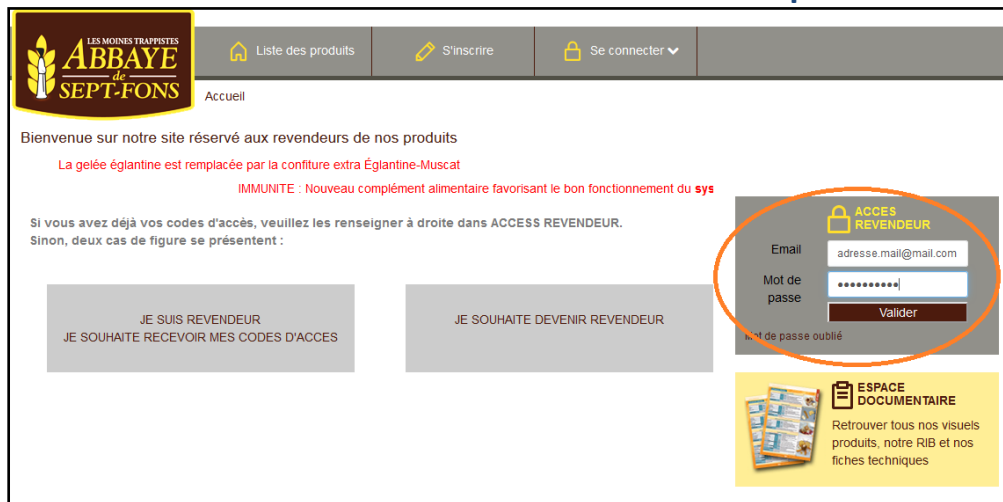 LES MOINES TRAPPISTES
ABBAYE
de
SEPT-FONS
Liste des produits
S'inscrire
Se connecter
Accueil
Bienvenue sur notre site réservé aux revendeurs de nos produits
La gelée églantine est remplacée par la confiture extra Églantine-Muscat
IMMUNITE : Nouveau complément alimentaire favorisant le bon fonctionnement du sys
Si vous avez déjà vos codes d'accès, veuillez les renseigner à droite dans ACCESS REVENDEUR.
Sinon, deux cas de figure se présentent :
JE SUIS REVENDEUR
JE SOUHAITE RECEVOIR MES CODES D'ACCES
JE SOUHAITE DEVENIR REVENDEUR
ACCES
REVENDEUR
Email
adresse.mail@mail.com
Mot de
passe
••••••••••
Valider
Mot de passe oublié
ESPACE
DOCUMENTAIRE
Retrouver tous nos visuels
produits, notre RIB et nos
fiches techniques